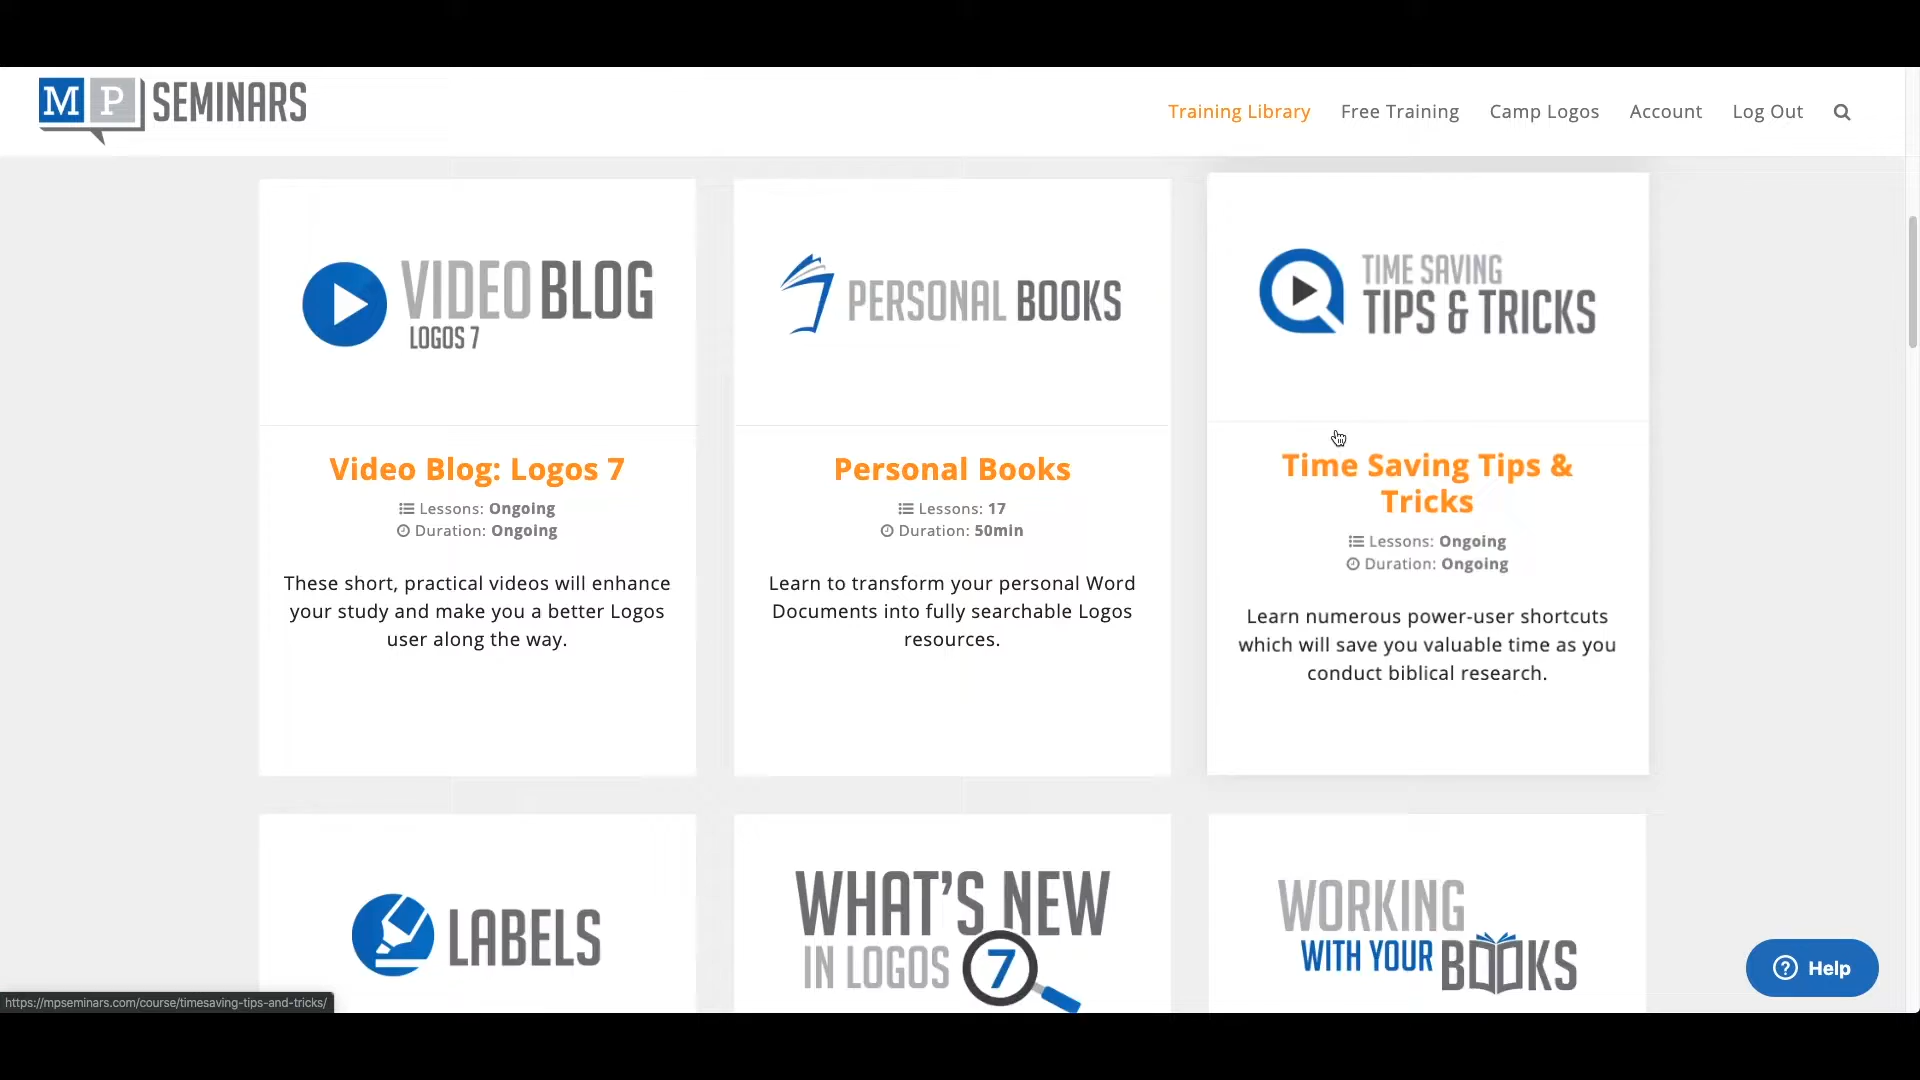 M P SEMINARS
Training Library Free Training Camp Logos Account Log Out
VIDEO BLOG
LOGOS 7
Video Blog: Logos 7
Lessons: Ongoing
Duration: Ongoing
These short, practical videos will enhance
your study and make you a better Logos
user along the way.
PERSONAL BOOKS
Personal Books
Lessons: 17
Duration: 50min
Learn to transform your personal Word
Documents into fully searchable Logos
resources.
TIME SAVING
TIPS & TRICKS
Time Saving Tips &
Tricks
Lessons: Ongoing
Duration: Ongoing
Learn numerous power-user shortcuts
which will save you valuable time as you
conduct biblical research.
LABELS
WHAT'S NEW
IN LOGOS 7
WORKING
WITH YOUR BOOKS
Help
https://mpseminars.com/course/timesaving-tips-and-tricks/